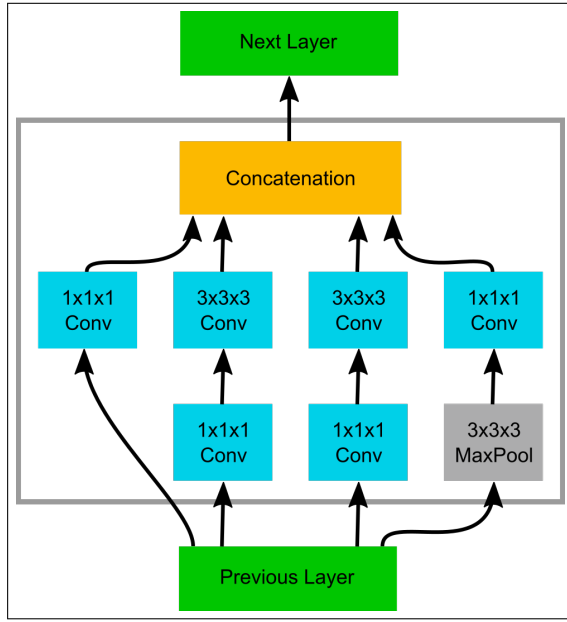 Next Layer
Concatenation
1x1x1
Conv
3x3x3
Conv
3x3x3
Conv
1x1x1
Conv
1x1x1
Conv
1x1x1
Conv
3x3x3
MaxPool
Previous Layer